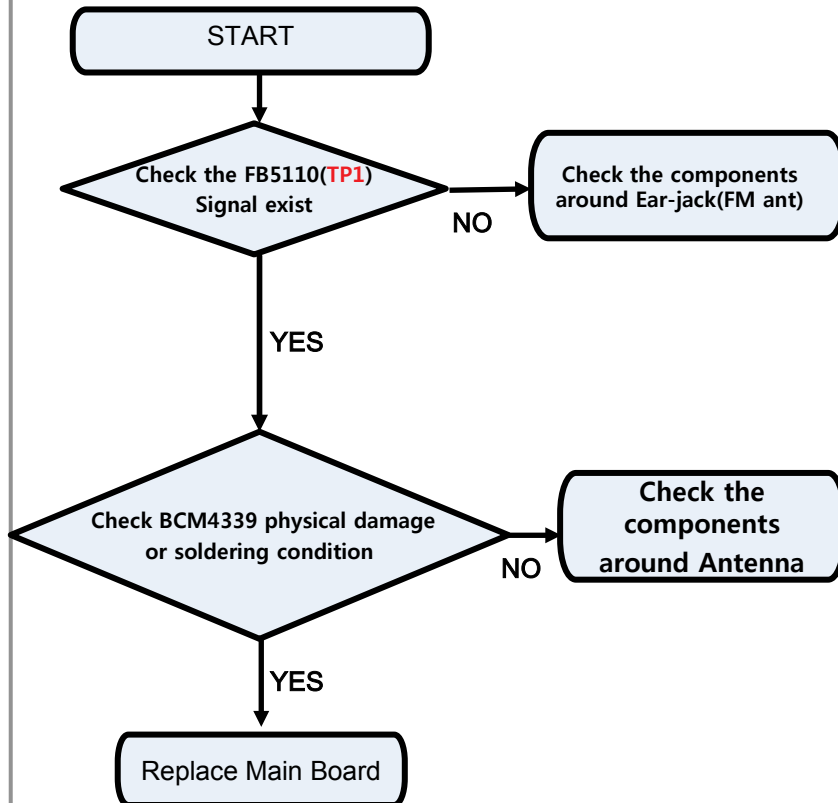 START
Check the FB5110(TP1)
Signal exist
NO
Check the components
around Ear-jack(FM ant)
YES
Check BCM4339 physical damage
or soldering condition
NO
Check the
components
around Antenna
YES
Replace Main Board